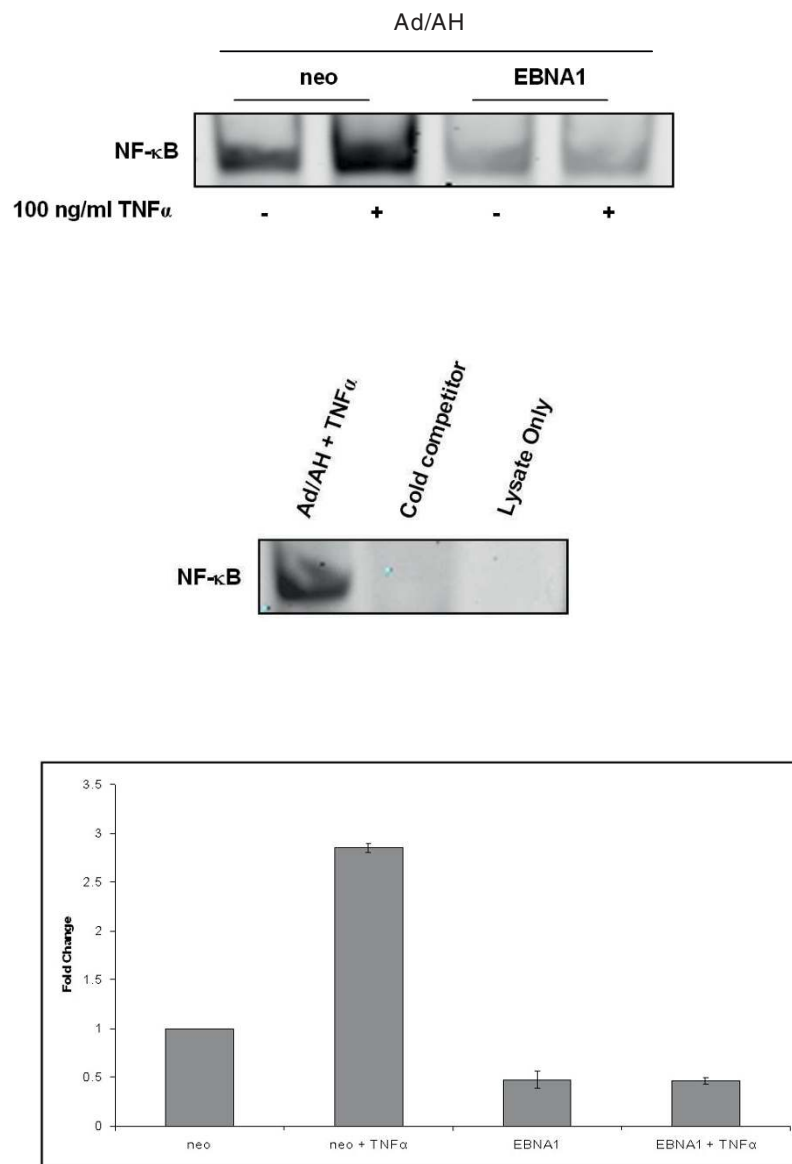 Ad/AH
neo EBNA1
NF-κB
100 ng/ml TNFα - + - +
Ad/AH + TNFα
Cold competitor
Lysate Only
NF-κB
3.5
3
2.5
2
1.5
1
0.5
0
Fold Change
neo neo + TNFα EBNA1 EBNA1 + TNFα